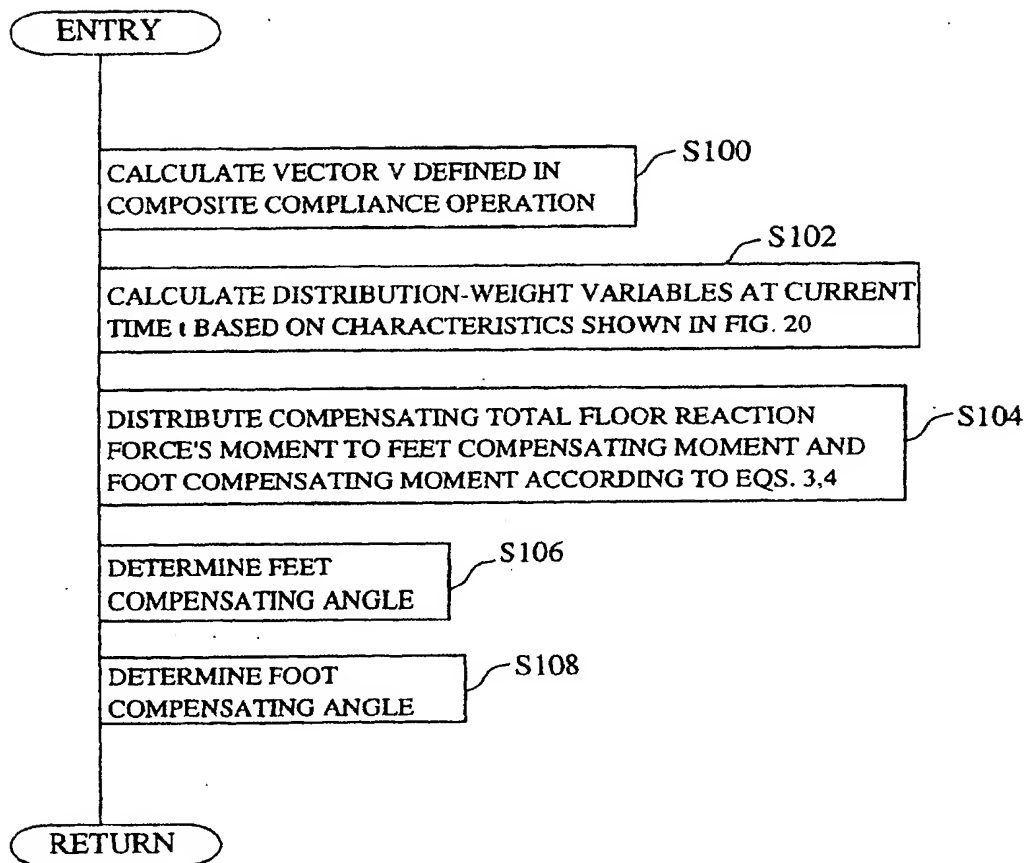 ENTRY
S100
CALCULATE VECTOR V DEFINED IN
COMPOSITE COMPLIANCE OPERATION
S102
CALCULATE DISTRIBUTION-WEIGHT VARIABLES AT CURRENT
TIME t BASED ON CHARACTERISTICS SHOWN IN FIG. 20
S104
DISTRIBUTE COMPENSATING TOTAL FLOOR REACTION
FORCE'S MOMENT TO FEET COMPENSATING MOMENT AND
FOOT COMPENSATING MOMENT ACCORDING TO EQS. 3,4
S106
DETERMINE FEET
COMPENSATING ANGLE
S108
DETERMINE FOOT
COMPENSATING ANGLE
RETURN